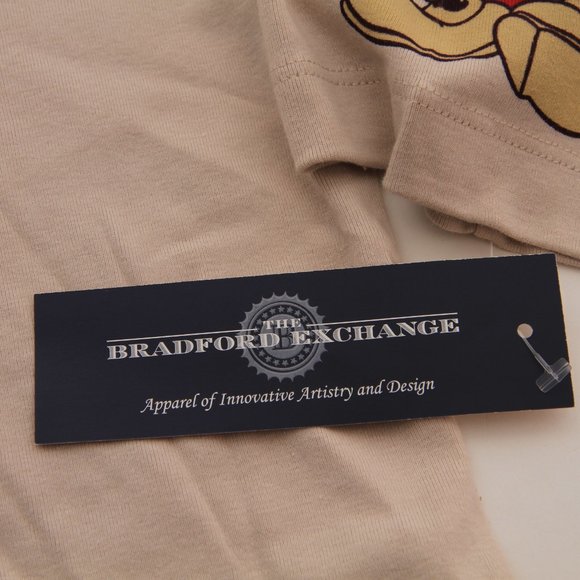 THE
BRADFORD EXCHANGE
Apparel of Innovative Artistry and Design